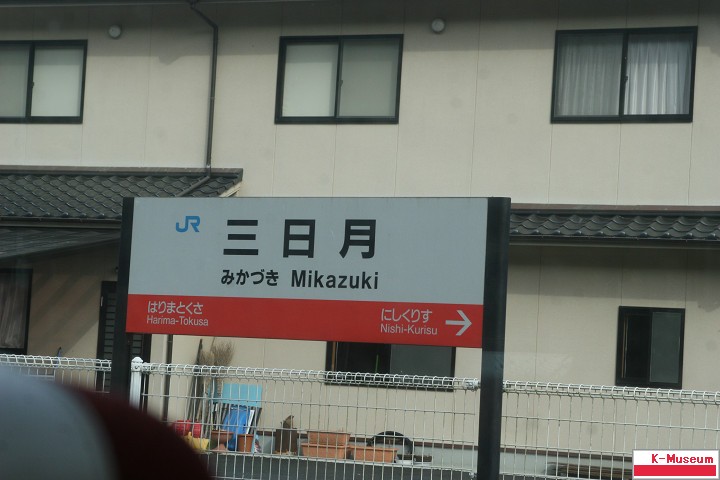 JR 三日月
みかづき Mikazuki
はりまとくさ にしくりす
Harima-Tokusa Nishi-Kurisu →
K-Museum